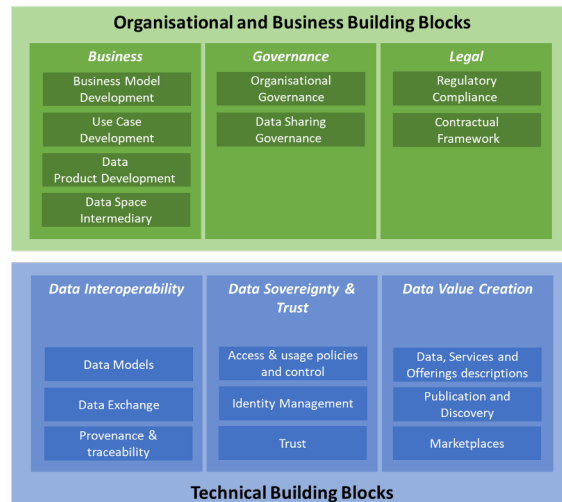 Organisational and Business Building Blocks
Business
Business Model
Development
Use Case
Development
Data
Product Development
Data Space
Intermediary
Governance
Organisational
Governance
Data Sharing
Governance
Legal
Regulatory
Compliance
Contractual
Framework
Data Interoperability
Data Models
Data Exchange
Provenance &
traceability
Data Sovereignty &
Trust
Access & usage policies
and control
Identity Management
Trust
Data Value Creation
Data, Services and
Offerings descriptions
Publication and
Discovery
Marketplaces
Technical Building Blocks